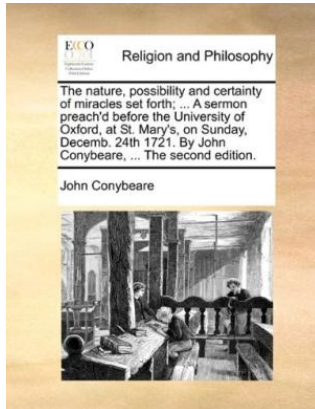 ECCO
Religion and Philosophy
The nature, possibility and certainty
of miracles set forth; ... A sermon
preach'd before the University of
Oxford, at St. Mary's, on Sunday,
Decemb. 24th 1721. By John
Conybeare, ... The second edition.
John Conybeare